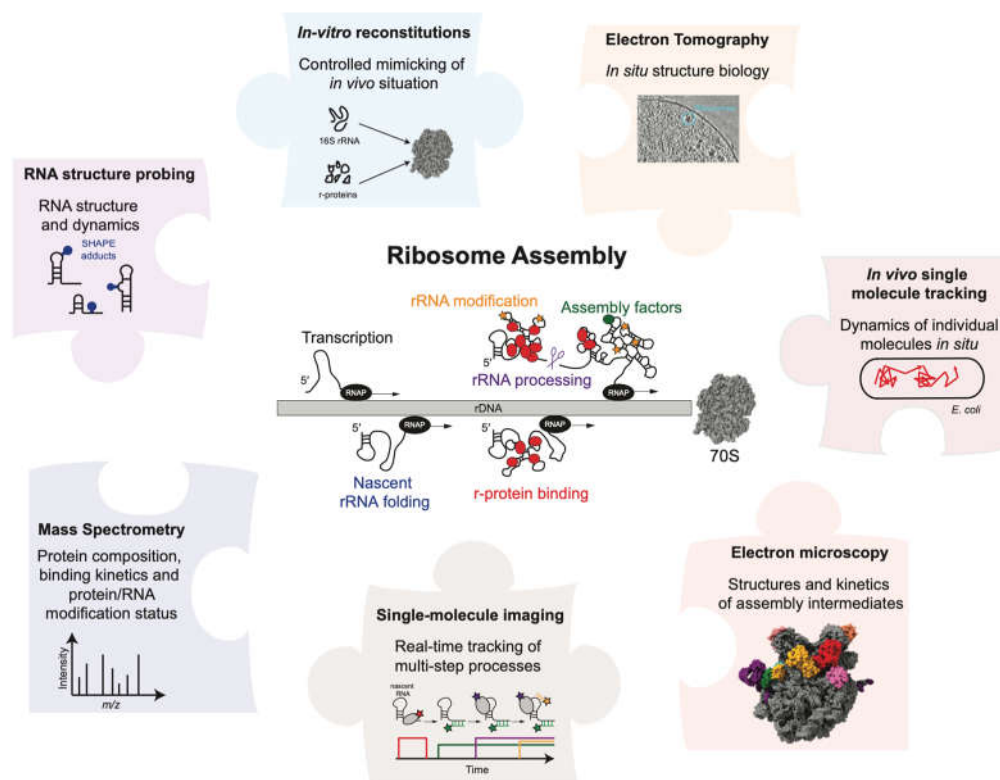 In-vitro reconstitutions
Controlled mimicking of
in vivo situation
16S rRNA
r-proteins
Electron Tomography
In situ structure biology
RNA structure probing
RNA structure
and dynamics
SHAPE
adducts
Ribosome Assembly
rRNA modification
Assembly factors
Transcription
5′
5′
rRNA processing
RNAP
RNAP
rDNA
5′
RNAP
5′
RNAP
Nascent
rRNA folding
r-protein binding
70S
In vivo single
molecule tracking
Dynamics of individual
molecules in situ
E. coli
Mass Spectrometry
Protein composition,
binding kinetics and
protein/RNA
modification status
Intensity
m/z
Single-molecule imaging
Real-time tracking of
multi-step processes
nascent
RNA
Time
Electron microscopy
Structures and kinetics
of assembly intermediates